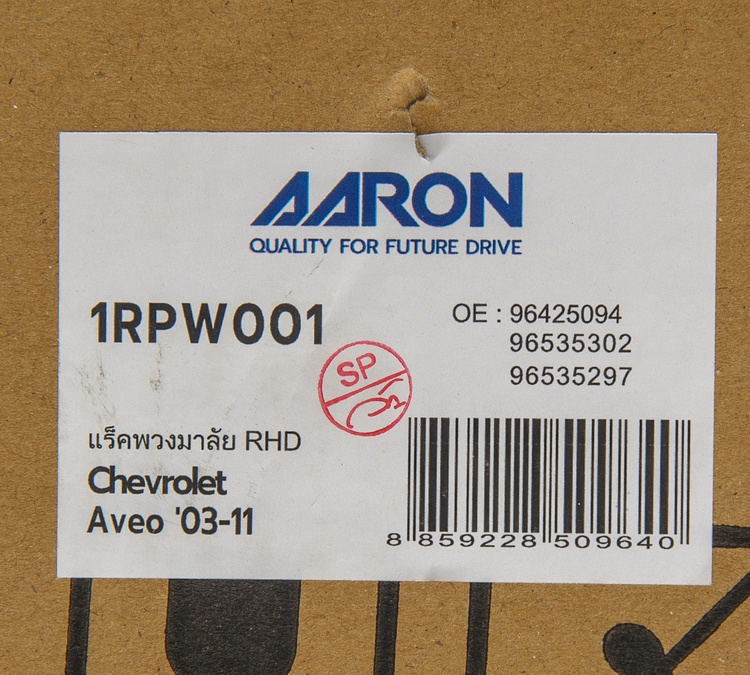 AARON
QUALITY FOR FUTURE DRIVE
1RPW001
OE : 96425094
96535302
96535297
SP
แร็คพวงมาลัย RHD
Chevrolet
Aveo '03-11
8 859228 509640